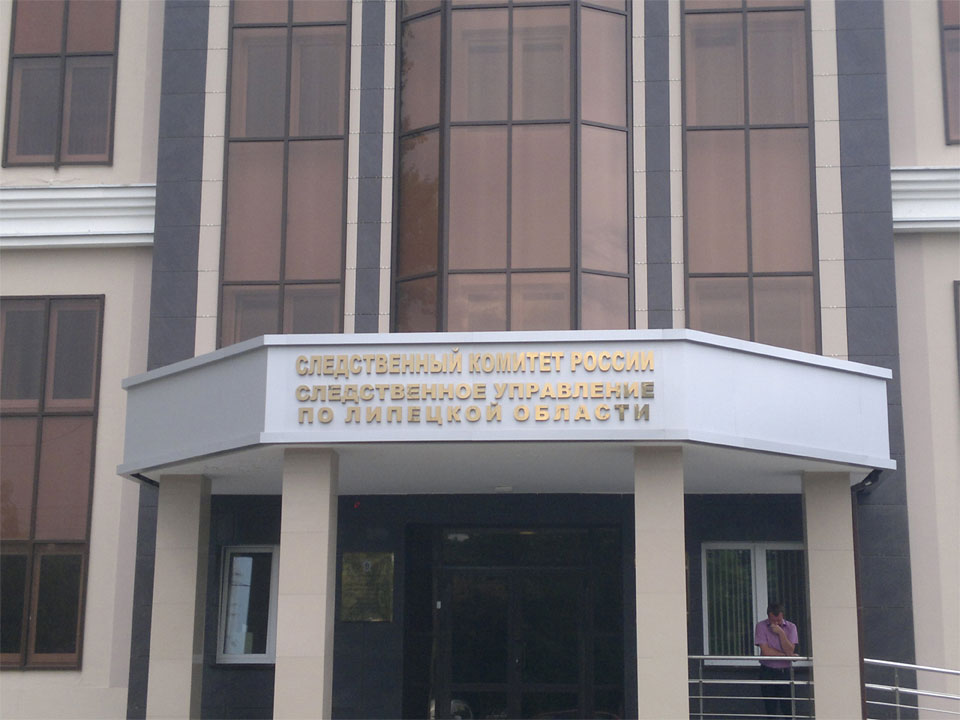 СЛЕДСТВЕННЫЙ КОМИТЕТ РОССИИ
СЛЕДСТВЕННОЕ УПРАВЛЕНИЕ
ПО ЛИПЕЦКОЙ ОБЛАСТИ